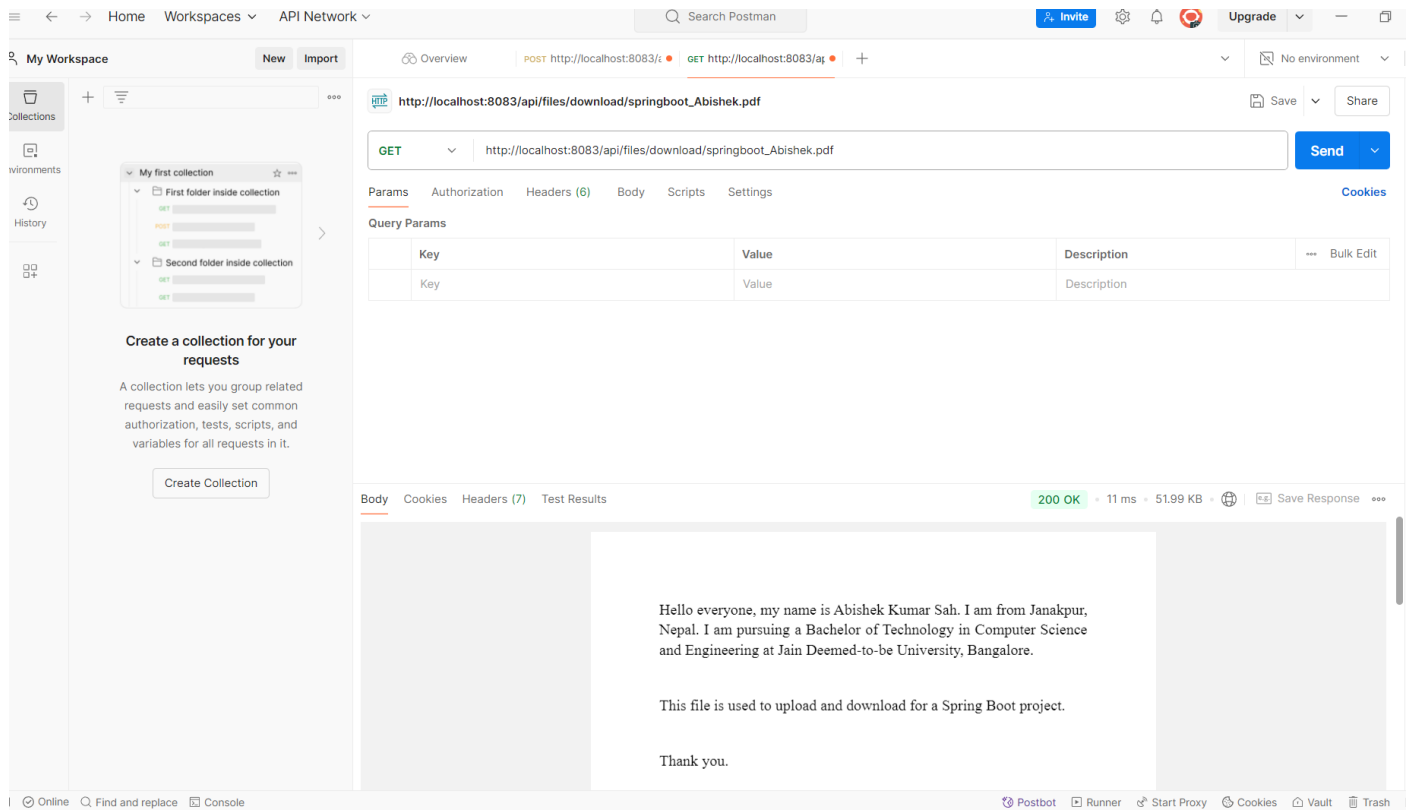 Home Workspaces API Network Search Postman Invite Upgrade
My Workspace New Import Overview POST http://localhost:8083/a GET http://localhost:8083/ap No environment
Collections
HTTP http://localhost:8083/api/files/download/springboot_Abishek.pdf Save Share
GET http://localhost:8083/api/files/download/springboot_Abishek.pdf Send
Params Authorization Headers (6) Body Scripts Settings Cookies
Query Params
Key Value Description Bulk Edit
Key Value Description
vironments
History
My first collection
First folder inside collection
GET
POST
GET
Second folder inside collection
GET
GET
Create a collection for your
requests
A collection lets you group related
requests and easily set common
authorization, tests, scripts, and
variables for all requests in it.
Create Collection
Body Cookies Headers (7) Test Results 200 OK 11 ms 51.99 KB e.g. Save Response
Hello everyone, my name is Abishek Kumar Sah. I am from Janakpur,
Nepal. I am pursuing a Bachelor of Technology in Computer Science
and Engineering at Jain Deemed-to-be University, Bangalore.
This file is used to upload and download for a Spring Boot project.
Thank you.
Online Find and replace Console Postbot Runner Start Proxy Cookies Vault Trash